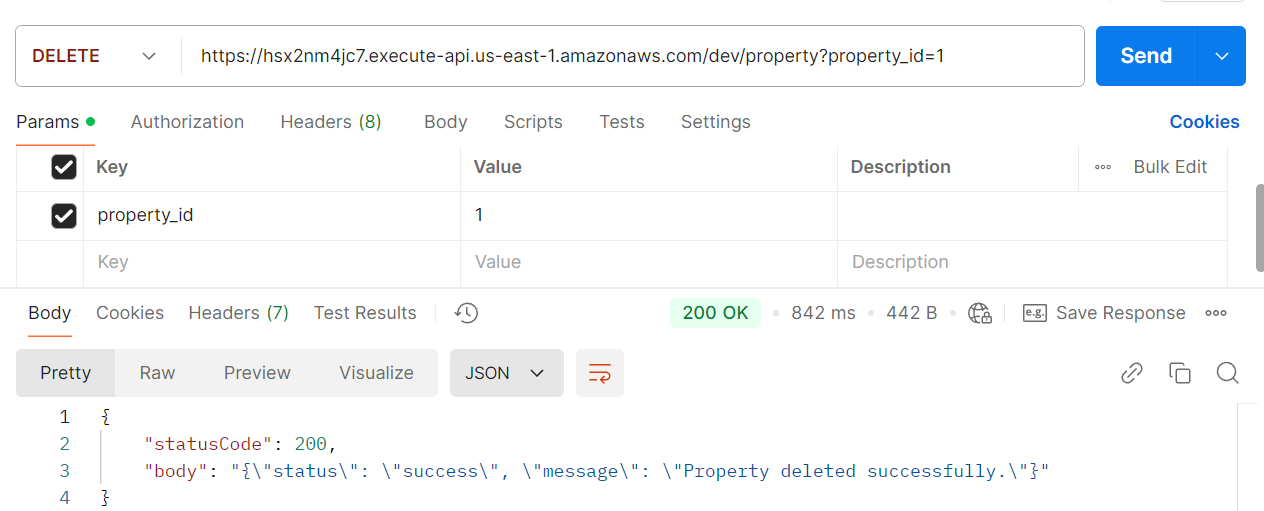 DELETE https://hsx2nm4jc7.execute-api.us-east-1.amazonaws.com/dev/property?property_id=1 Send
Params Authorization Headers (8) Body Scripts Tests Settings Cookies
Key Value Description Bulk Edit
property_id 1
Key Value Description
Body Cookies Headers (7) Test Results 200 OK 842 ms 442 B e.g. Save Response
Pretty Raw Preview Visualize JSON
1 {
2 "statusCode": 200,
3 "body": "{\"status\": \"success\", \"message\": \"Property deleted successfully.\"}"
4 }